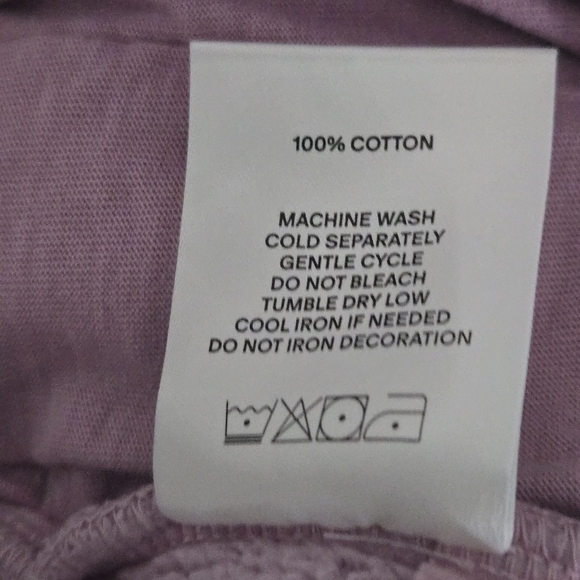 100% COTTON
MACHINE WASH
COLD SEPARATELY
GENTLE CYCLE
DO NOT BLEACH
TUMBLE DRY LOW
COOL IRON IF NEEDED
DO NOT IRON DECORATION